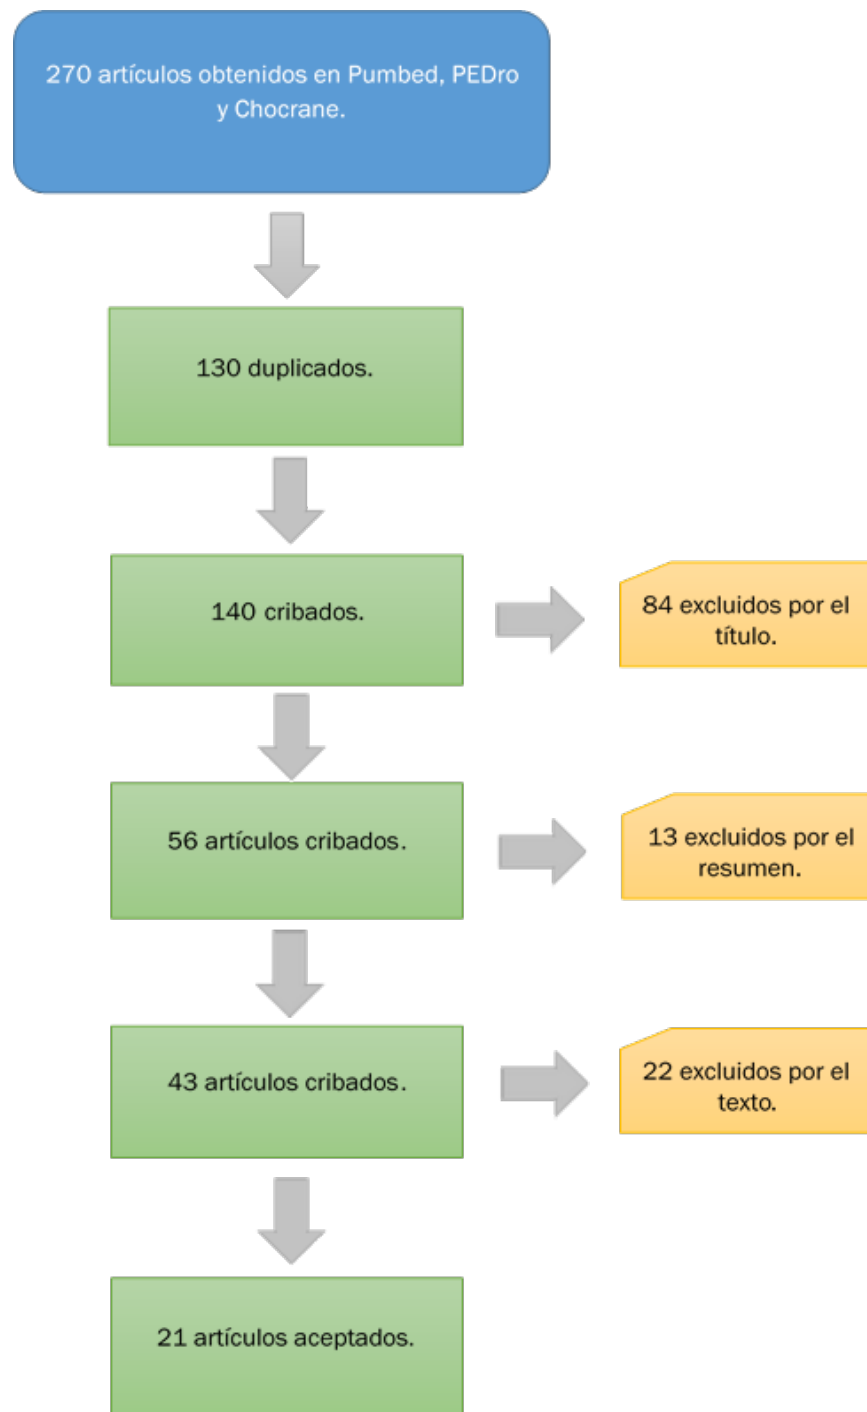 270 artículos obtenidos en Pumbed, PEDro
y Chocrane.
130 duplicados.
140 cribados.
84 excluidos por el
título.
56 artículos cribados.
13 excluidos por el
resumen.
43 artículos cribados.
22 excluidos por el
texto.
21 artículos aceptados.